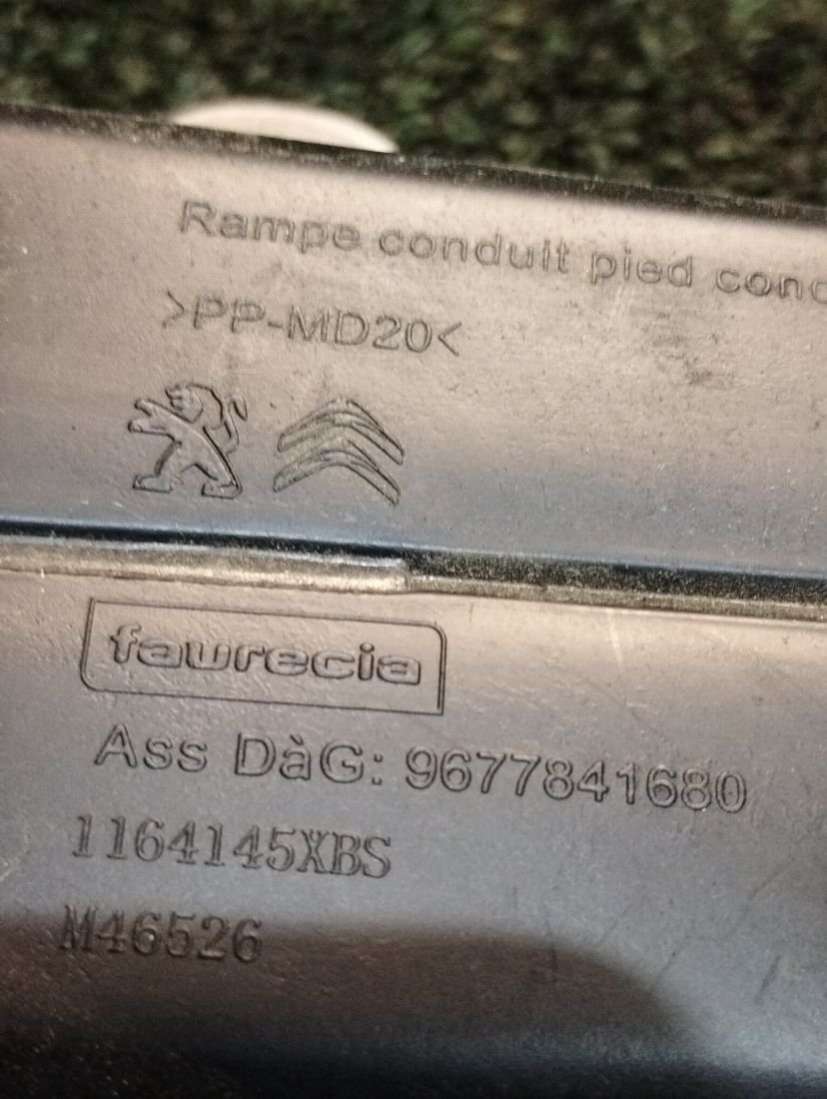 Rampe conduit pied cond
>PP-MD20<
faurecia
Ass DàG: 9677841680
1164145XBS
M46526